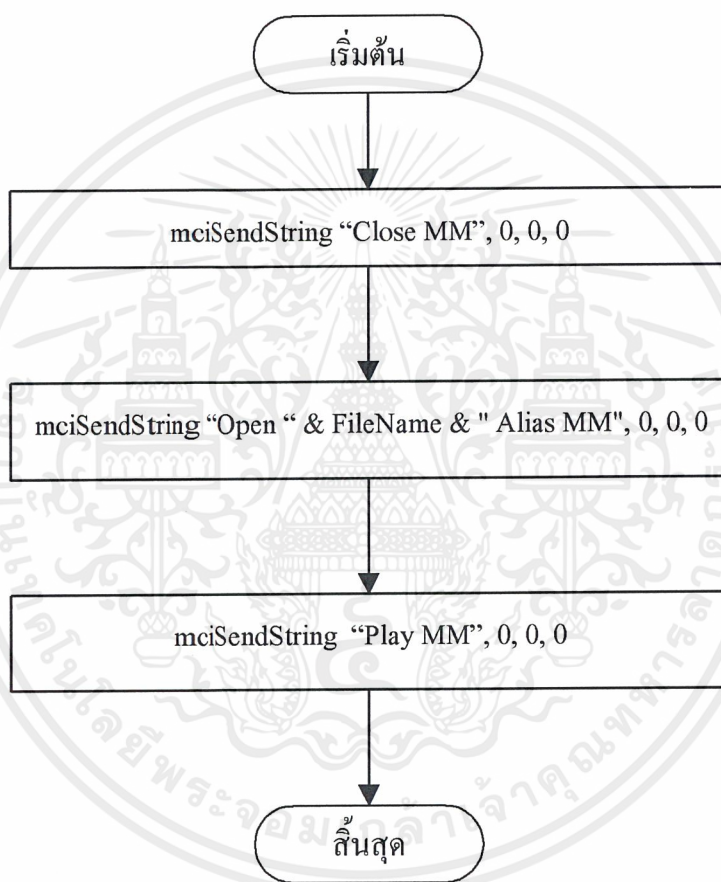 เริ่มต้น
mciSendString “Close MM”, 0, 0, 0
mciSendString “Open “ & FileName & " Alias MM", 0, 0, 0
mciSendString “Play MM”, 0, 0, 0
สิ้นสุด